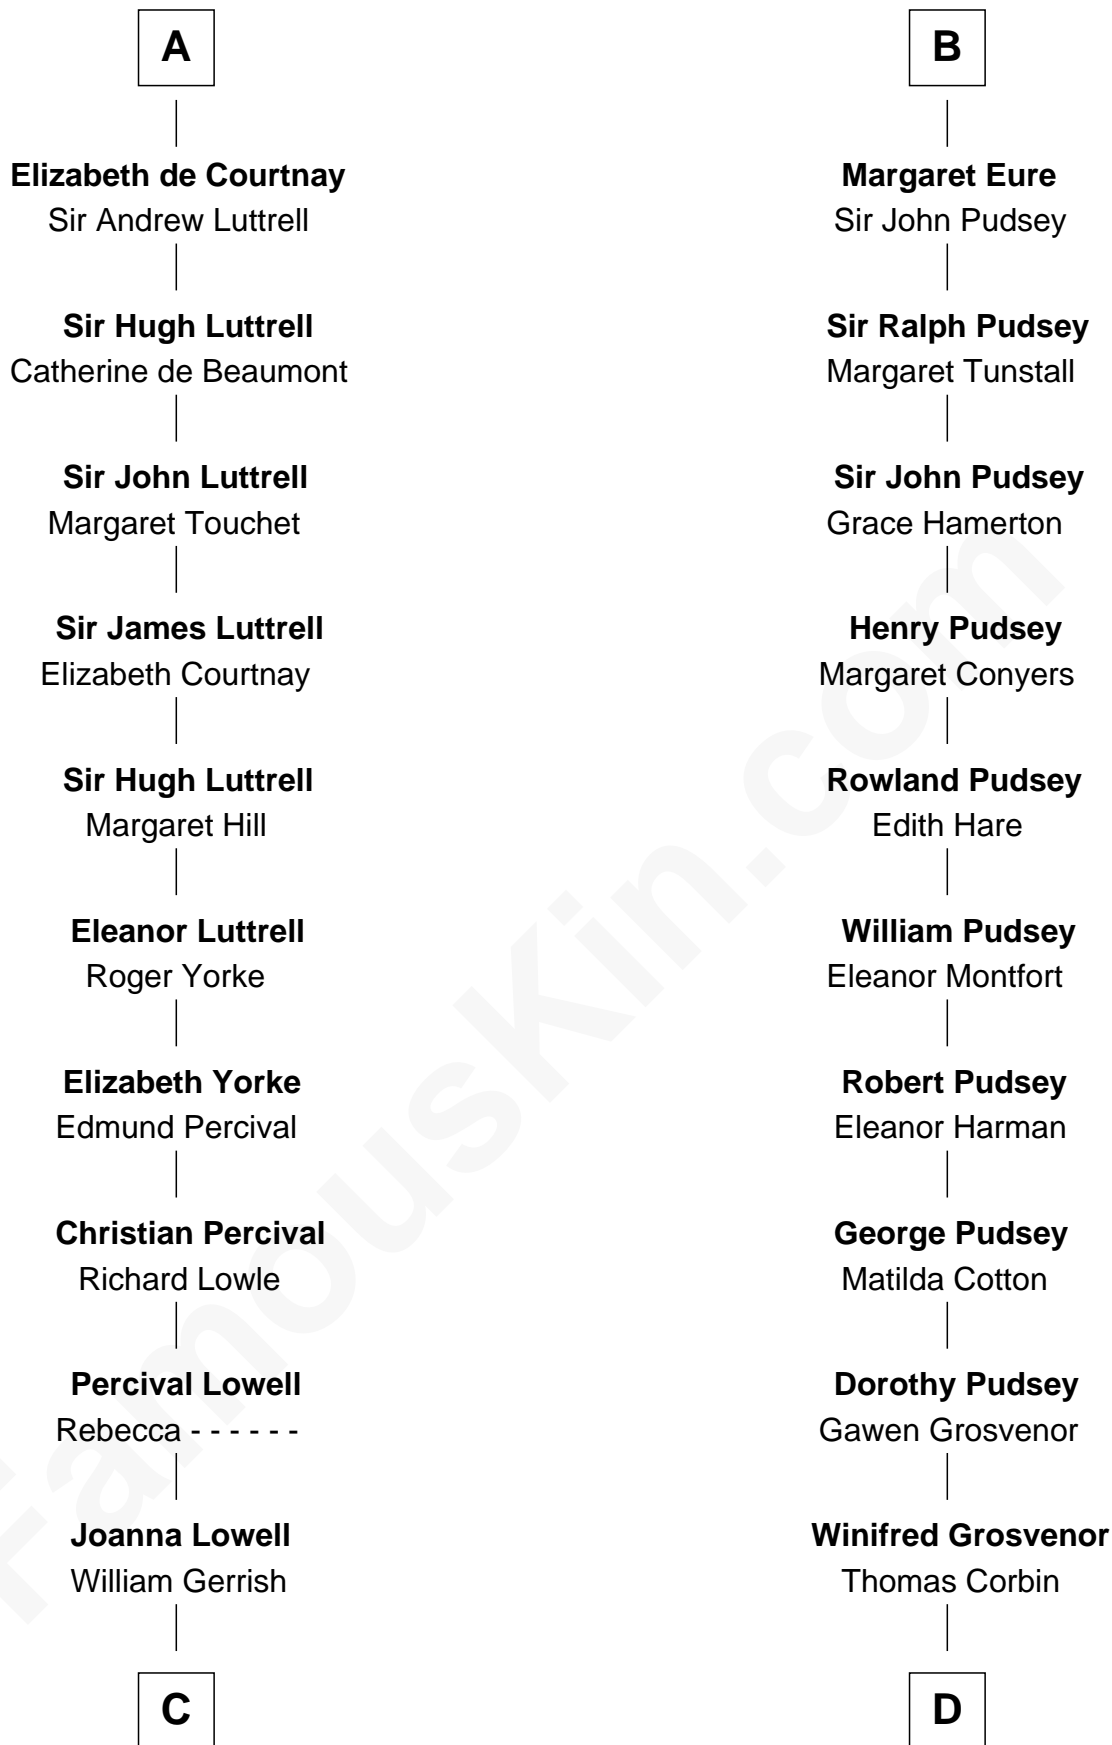 A
Elizabeth de Courtnay
Sir Andrew Luttrell
Sir Hugh Luttrell
Catherine de Beaumont
Sir John Luttrell
Margaret Touchet
Sir James Luttrell
Elizabeth Courtnay
Sir Hugh Luttrell
Margaret Hill
Eleanor Luttrell
Roger Yorke
Elizabeth Yorke
Edmund Percival
Christian Percival
Richard Lowle
Percival Lowell
Rebecca - - - - - -
Joanna Lowell
William Gerrish
C
B
Margaret Eure
Sir John Pudsey
Sir Ralph Pudsey
Margaret Tunstall
Sir John Pudsey
Grace Hamerton
Henry Pudsey
Margaret Conyers
Rowland Pudsey
Edith Hare
William Pudsey
Eleanor Montfort
Robert Pudsey
Eleanor Harman
George Pudsey
Matilda Cotton
Dorothy Pudsey
Gawen Grosvenor
Winifred Grosvenor
Thomas Corbin
D
FamousKin.com